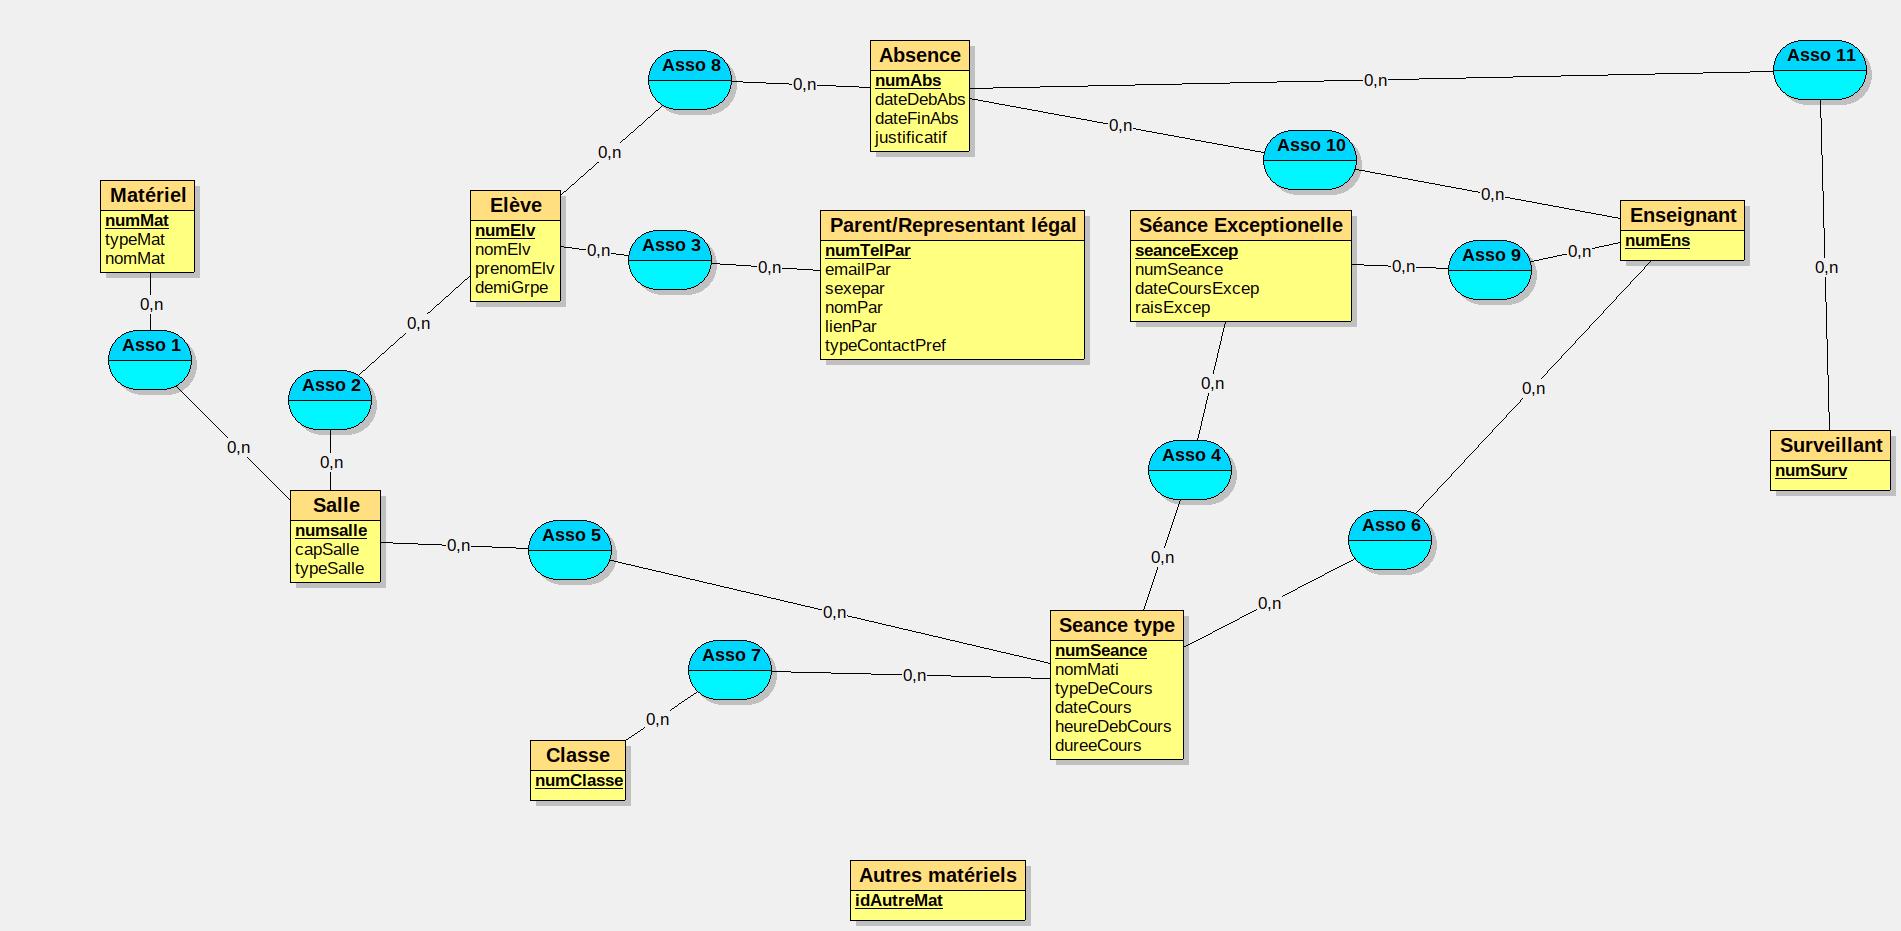 Asso 8
0,n
0,n
Absence
numAbs
dateDebAbs
dateFinAbs
justificatif
0,n
Asso 11
0,n
Asso 10
0,n
0,n
Matériel
numMat
typeMat
nomMat
Elève
numElv
nomElv
prenomElv
demiGrpe
0,n
Asso 3
0,n
Parent/Representant légal
numTelPar
emailPar
sexepar
nomPar
lienPar
typeContactPref
Séance Exceptionelle
seanceExcep
numSeance
dateCoursExcep
raisExcep
0,n
Asso 9
0,n
Enseignant
numEns
0,n
0,n
Asso 1
0,n
Asso 2
0,n
0,n
0,n
Asso 4
0,n
0,n
Asso 6
0,n
Surveillant
numSurv
Salle
numsalle
capSalle
typeSalle
0,n
Asso 5
0,n
Seance type
numSeance
nomMati
typeDeCours
dateCours
heureDebCours
dureeCours
Asso 7
0,n
0,n
Classe
numClasse
Autres matériels
idAutreMat